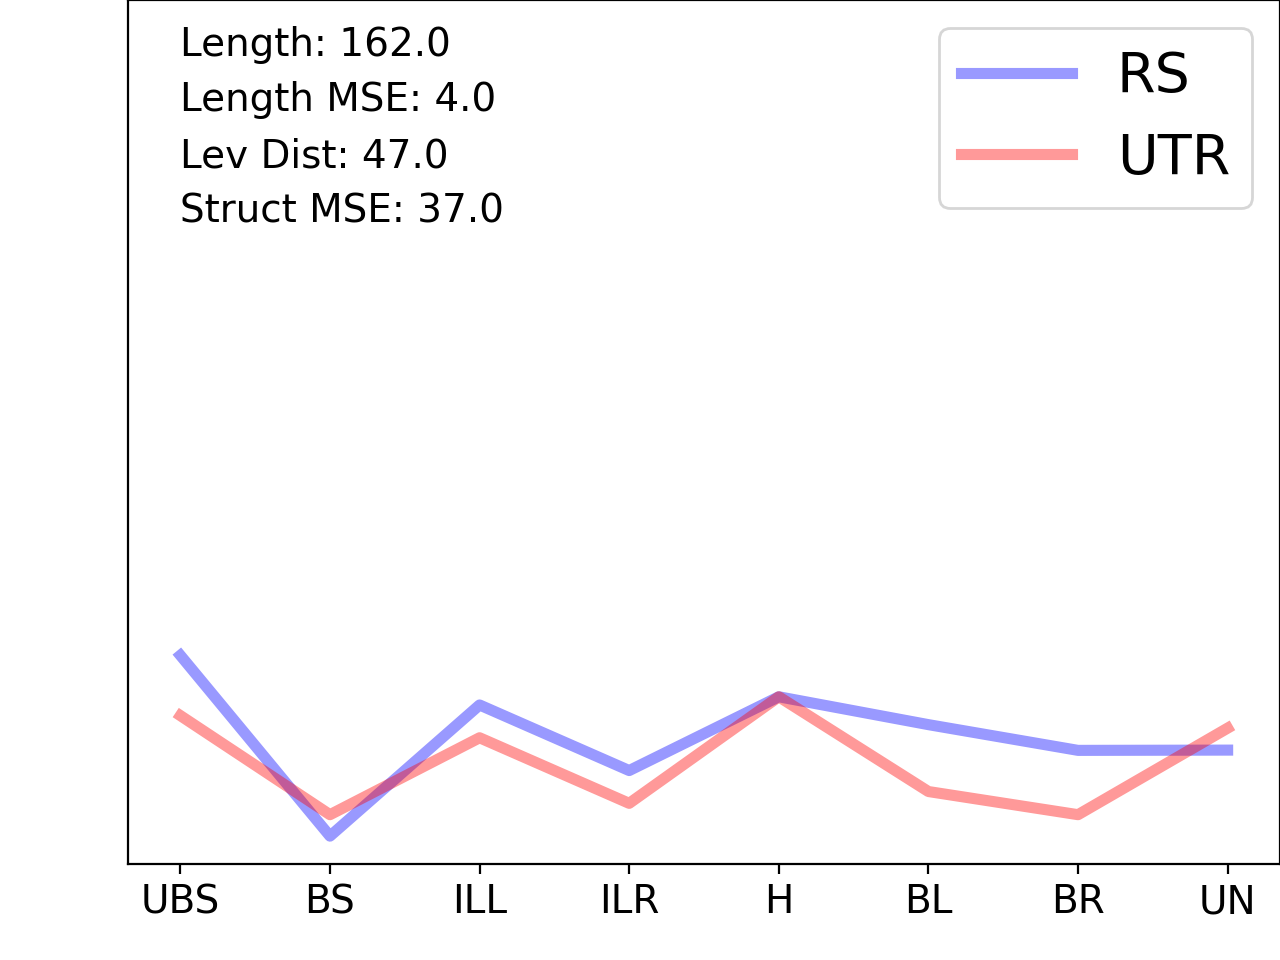 Length: 162.0
Length MSE: 4.0
Lev Dist: 47.0
Struct MSE: 37.0
RS
UTR
UBS BS ILL ILR H BL BR UN